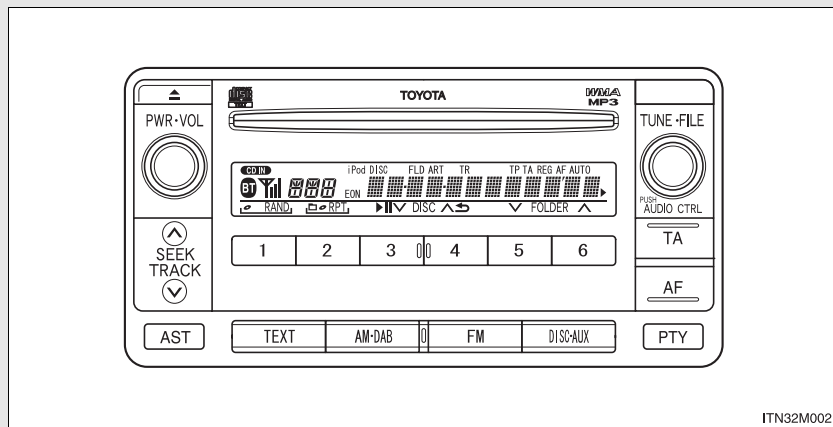 TOYOTA
WMA
MP3
PWR·VOL
TUNE·FILE
CD IN
iPod DISC FLD ART TR TP TA REG AF AUTO
BT EON
RAND RPT DISC FOLDER
PUSH
AUDIO CTRL
SEEK
TRACK
1 2 3 4 5 6
TA
AF
AST TEXT AM·DAB FM DISC·AUX PTY
ITN32M002